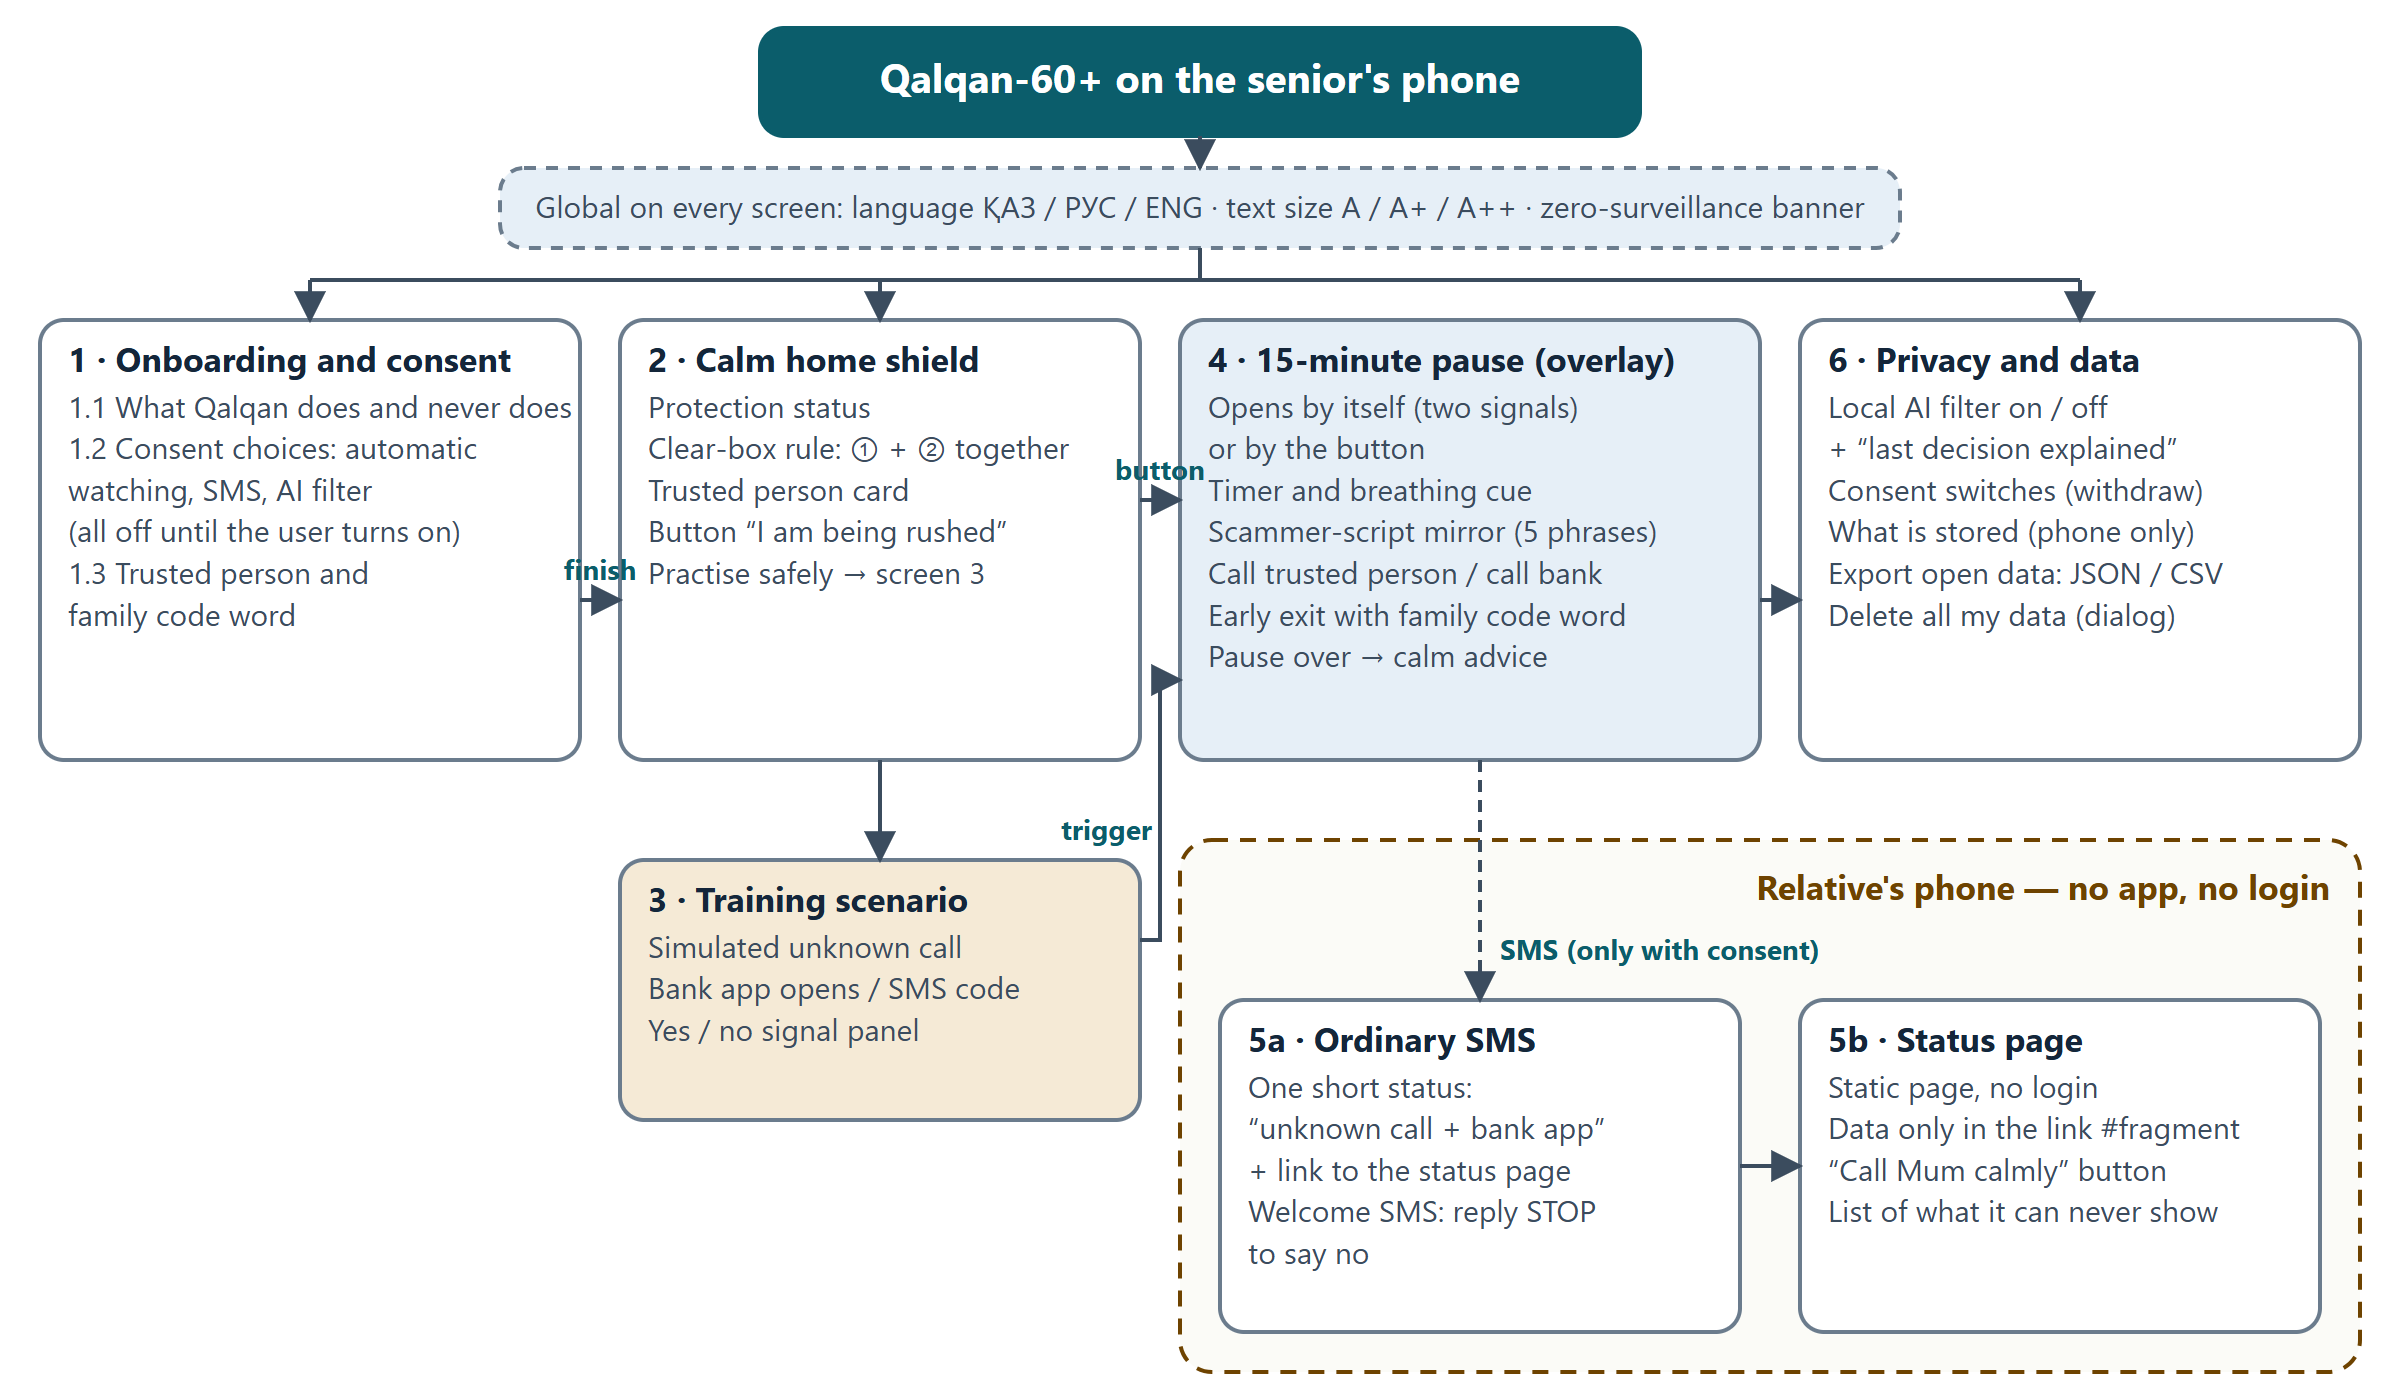 Qalqan-60+ on the senior's phone
Global on every screen: language ҚАЗ / РУС / ENG · text size A / A+ / A++ · zero-surveillance banner
1 · Onboarding and consent
1.1 What Qalqan does and never does
1.2 Consent choices: automatic
watching, SMS, AI filter
(all off until the user turns on)
1.3 Trusted person and
family code word
finish
2 · Calm home shield
Protection status
Clear-box rule: ① + ② together
Trusted person card
Button “I am being rushed”
Practise safely → screen 3
button
4 · 15-minute pause (overlay)
Opens by itself (two signals)
or by the button
Timer and breathing cue
Scammer-script mirror (5 phrases)
Call trusted person / call bank
Early exit with family code word
Pause over → calm advice
6 · Privacy and data
Local AI filter on / off
+ “last decision explained”
Consent switches (withdraw)
What is stored (phone only)
Export open data: JSON / CSV
Delete all my data (dialog)
trigger
3 · Training scenario
Simulated unknown call
Bank app opens / SMS code
Yes / no signal panel
Relative's phone — no app, no login
SMS (only with consent)
5a · Ordinary SMS
One short status:
“unknown call + bank app”
+ link to the status page
Welcome SMS: reply STOP
to say no
5b · Status page
Static page, no login
Data only in the link #fragment
“Call Mum calmly” button
List of what it can never show